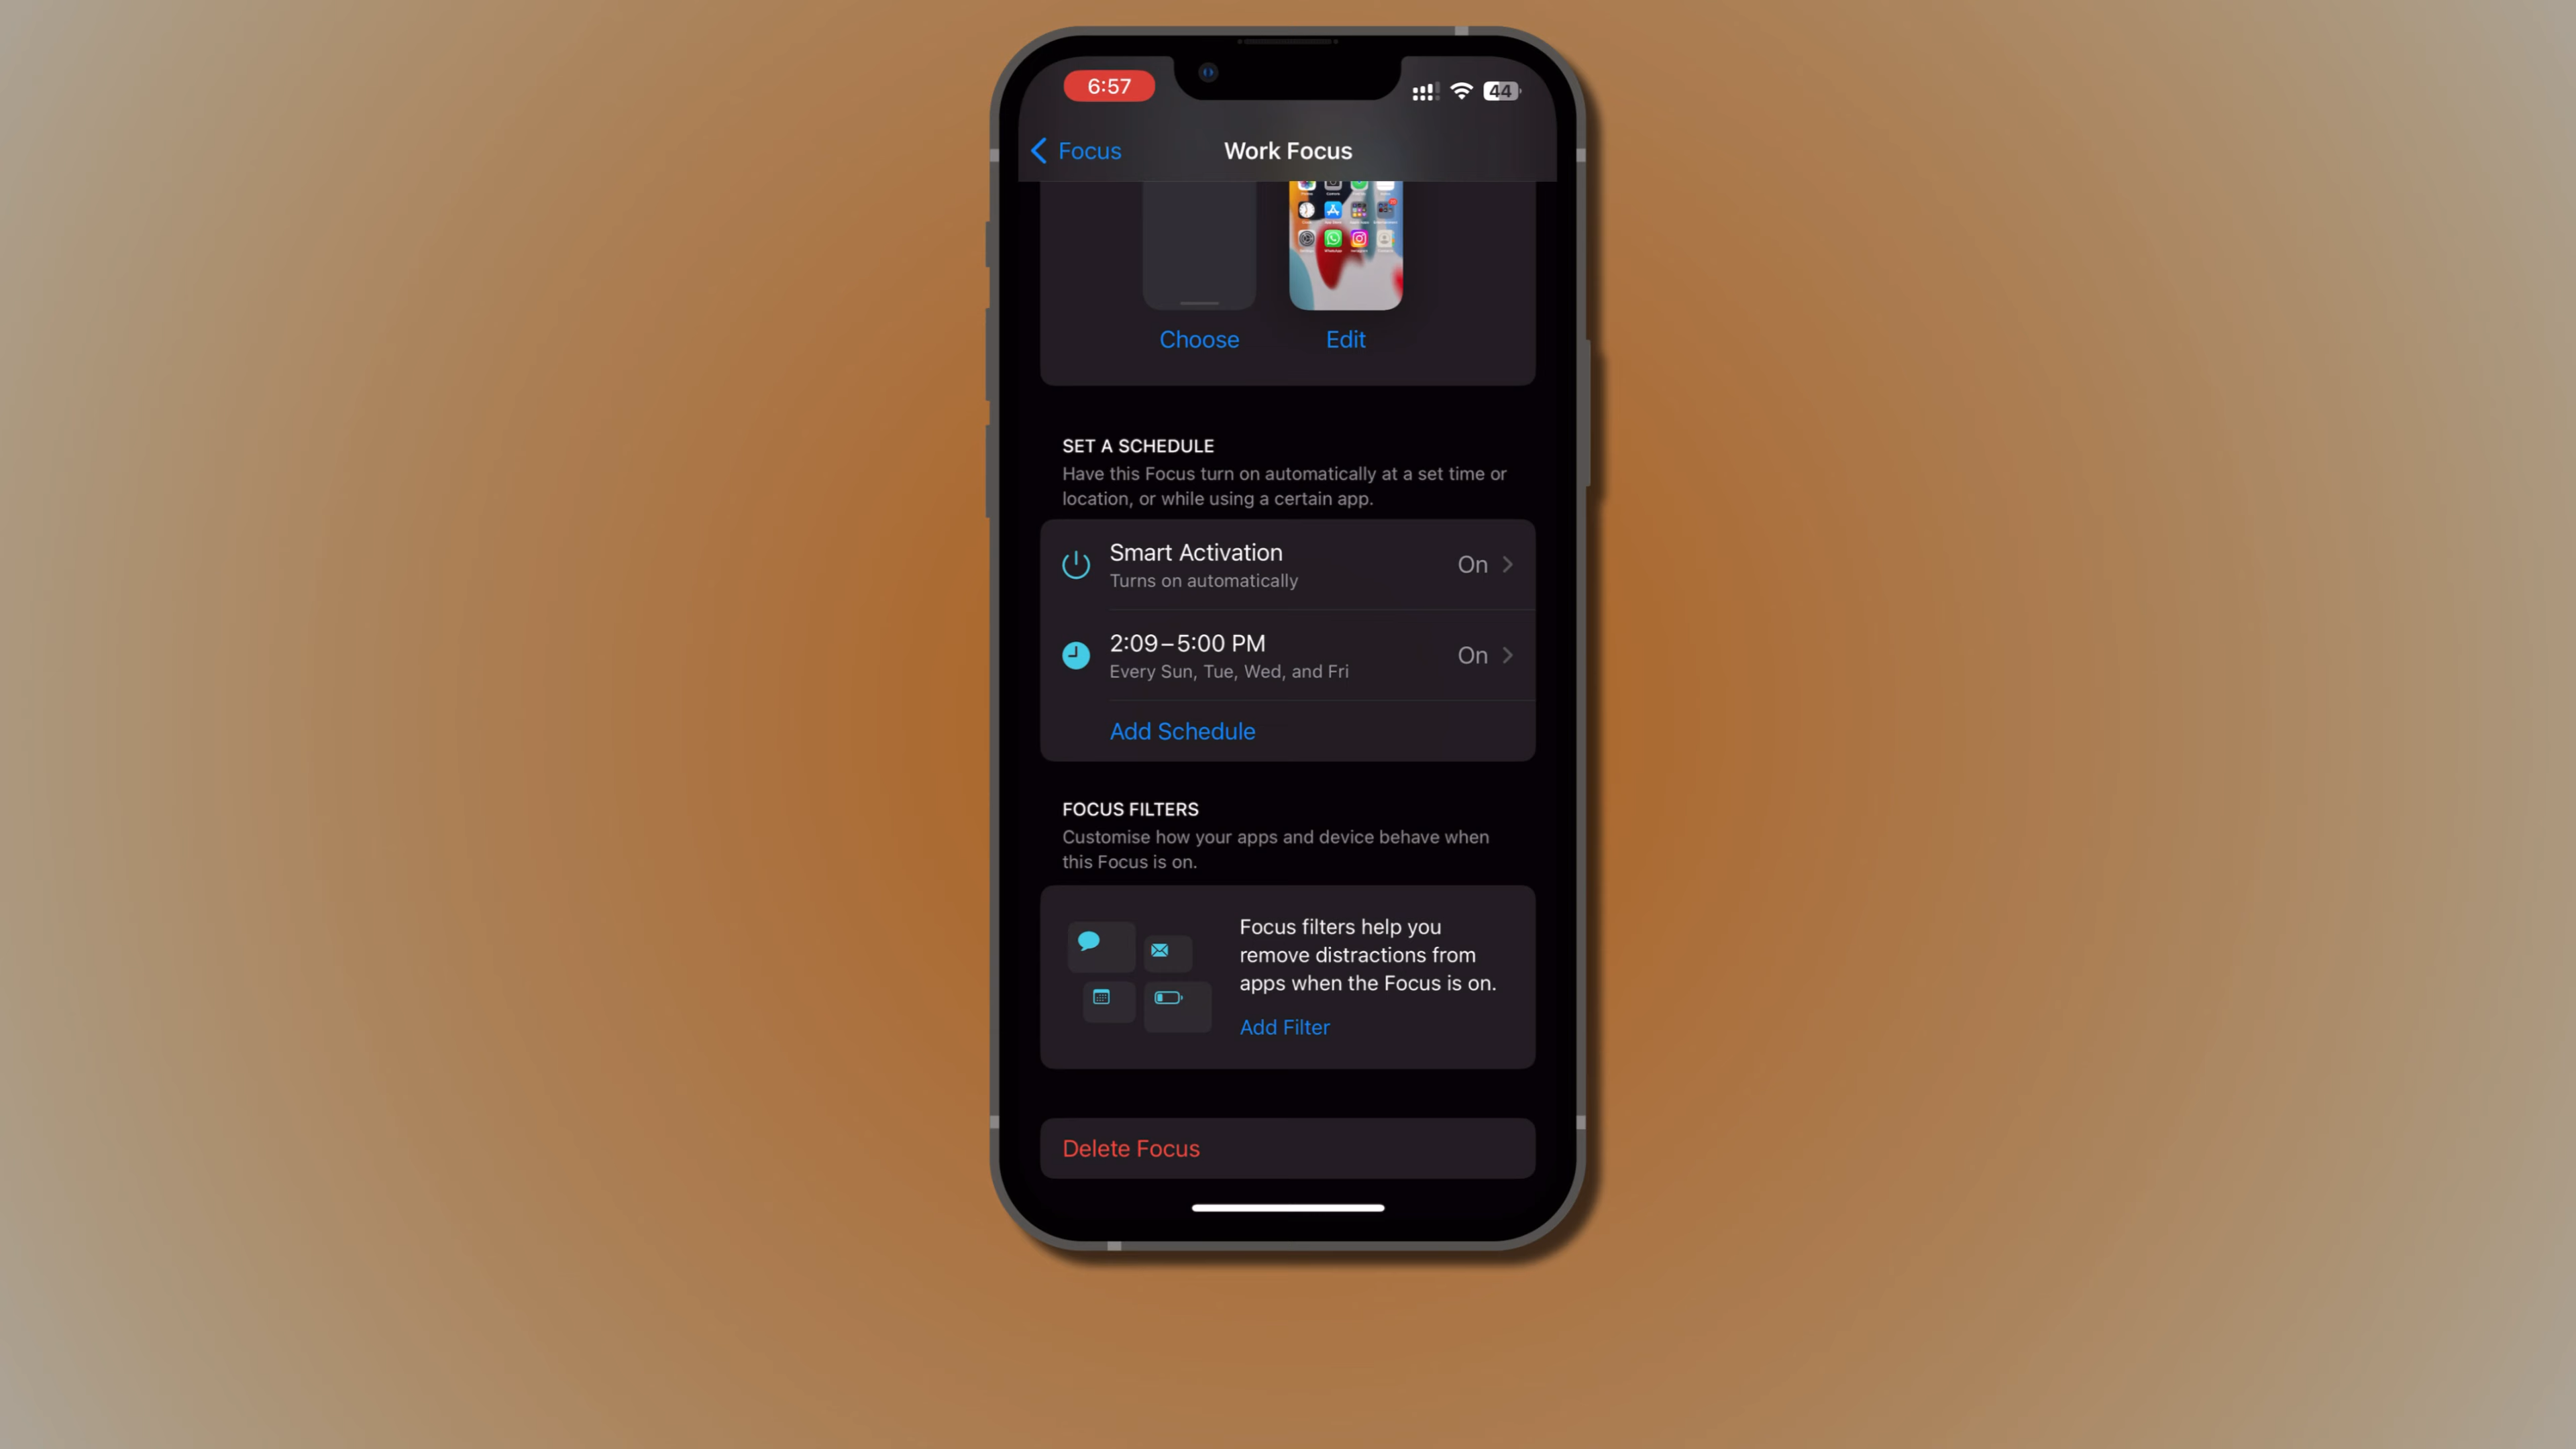 6:57
44
Focus
Work Focus
Choose
Edit
SET A SCHEDULE
Have this Focus turn on automatically at a set time or
location, or while using a certain app.
Smart Activation
On
Turns on automatically
2:09–5:00 PM
On
Every Sun, Tue, Wed, and Fri
Add Schedule
FOCUS FILTERS
Customise how your apps and device behave when
this Focus is on.
Focus filters help you
remove distractions from
apps when the Focus is on.
Add Filter
Delete Focus